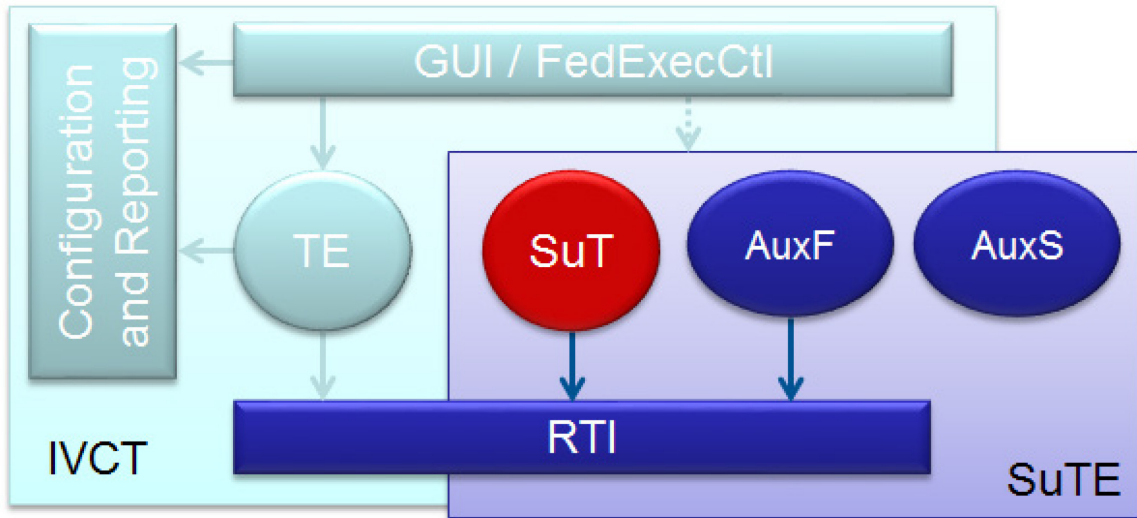 GUI / FedExecCtl
Configuration
and Reporting
TE
SuT
AuxF
AuxS
RTI
IVCT
SuTE